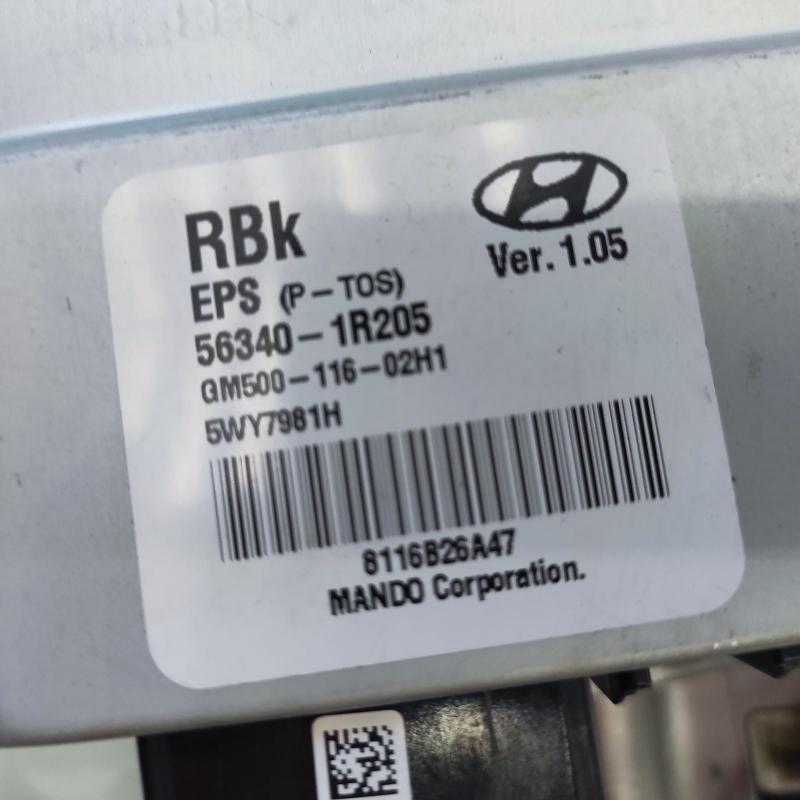 RBk
Ver. 1.05
EPS (P-TOS)
56340-1R205
GM500-116-02H1
5WY7981H
8116B26A47
MANDO Corporation.